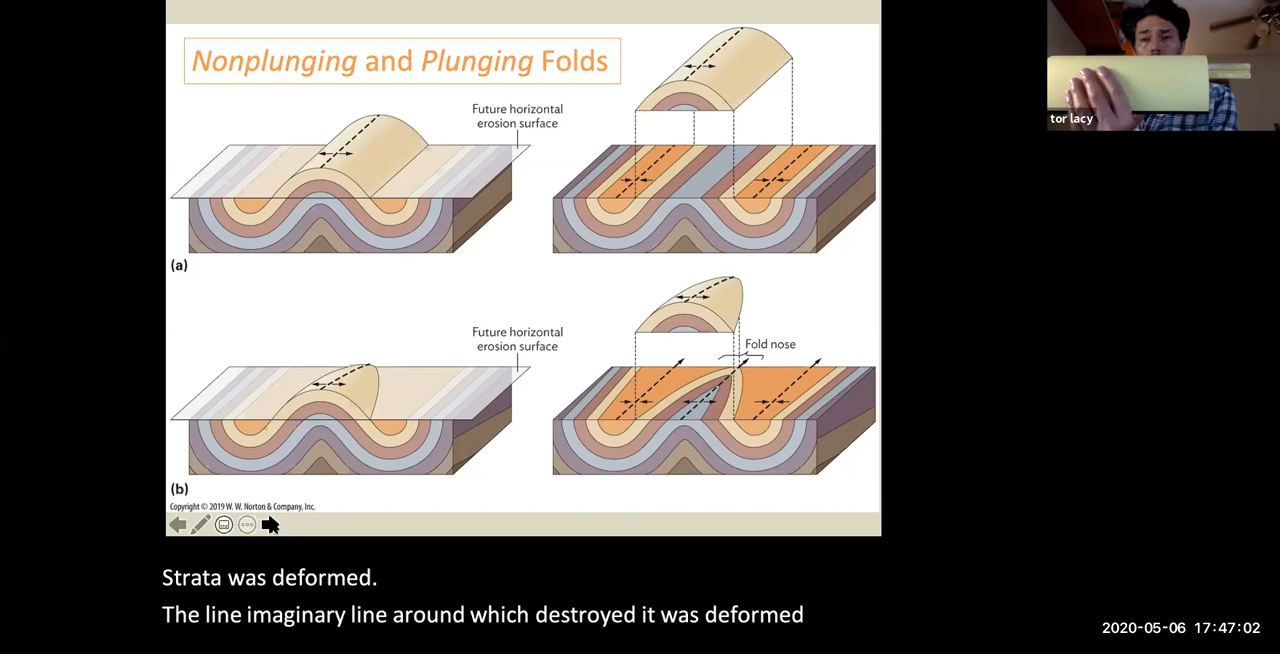 Nonplunging and Plunging Folds
Future horizontal
erosion surface
(a)
Future horizontal
erosion surface
Fold nose
(b)
Copyright © 2019 W. W. Norton & Company, Inc.
tor lacy
Strata was deformed.
The line imaginary line around which destroyed it was deformed
2020-05-06 17:47:02